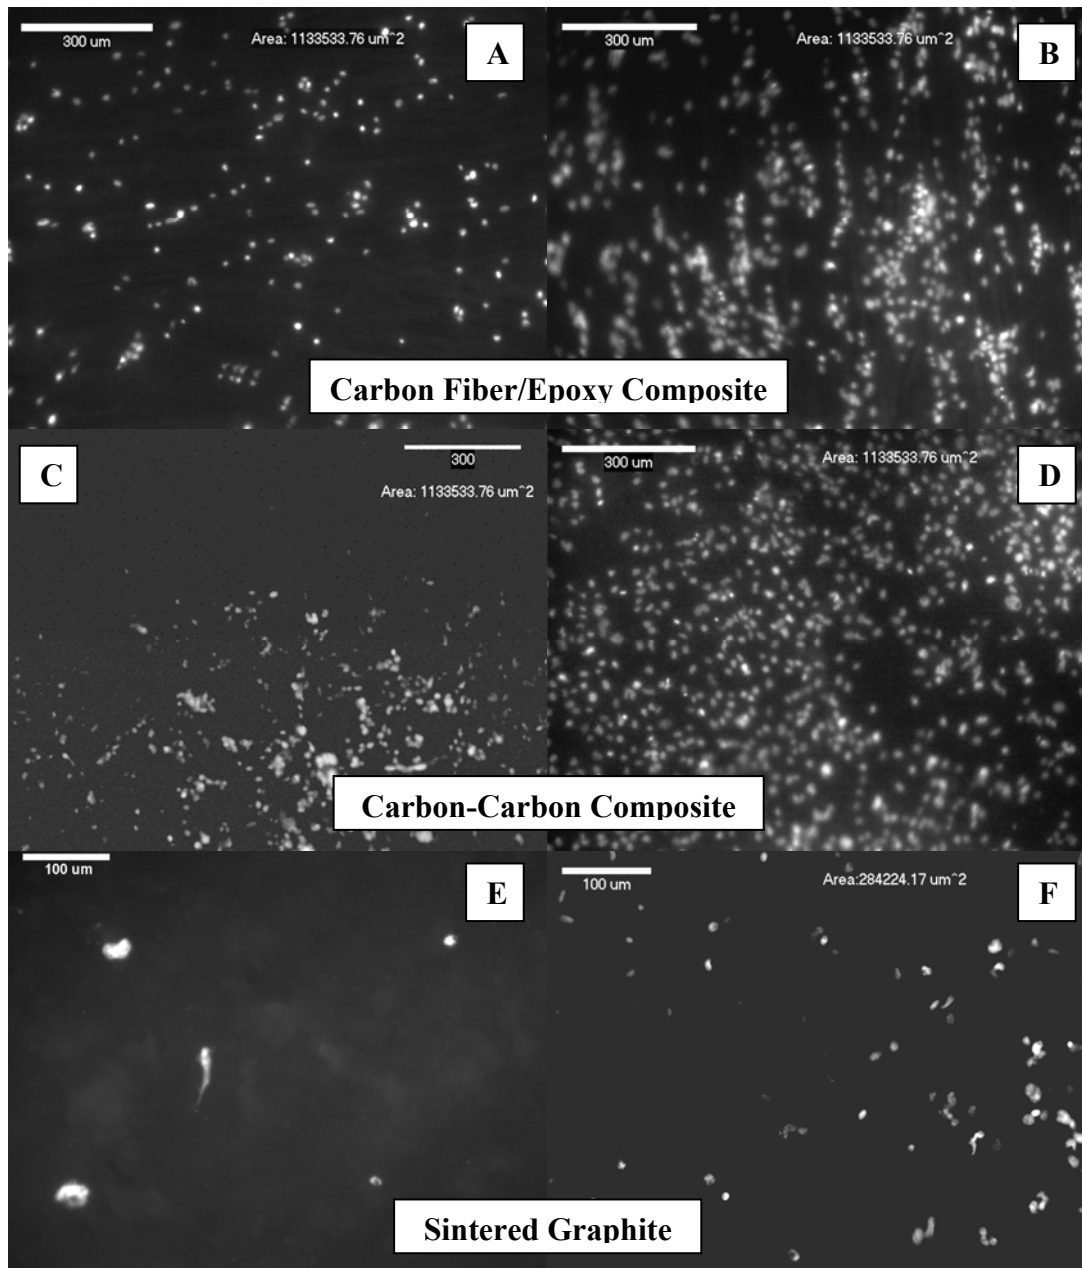 300 um
Area: 1133533.76 um^2
A
300 um
Area: 1133533.76 um^2
B
Carbon Fiber/Epoxy Composite
C
300
Area: 1133533.76 um^2
300 um
Area: 1133533.76 um^2
D
Carbon-Carbon Composite
100 um
E
100 um
Area:284224.17 um^2
F
Sintered Graphite